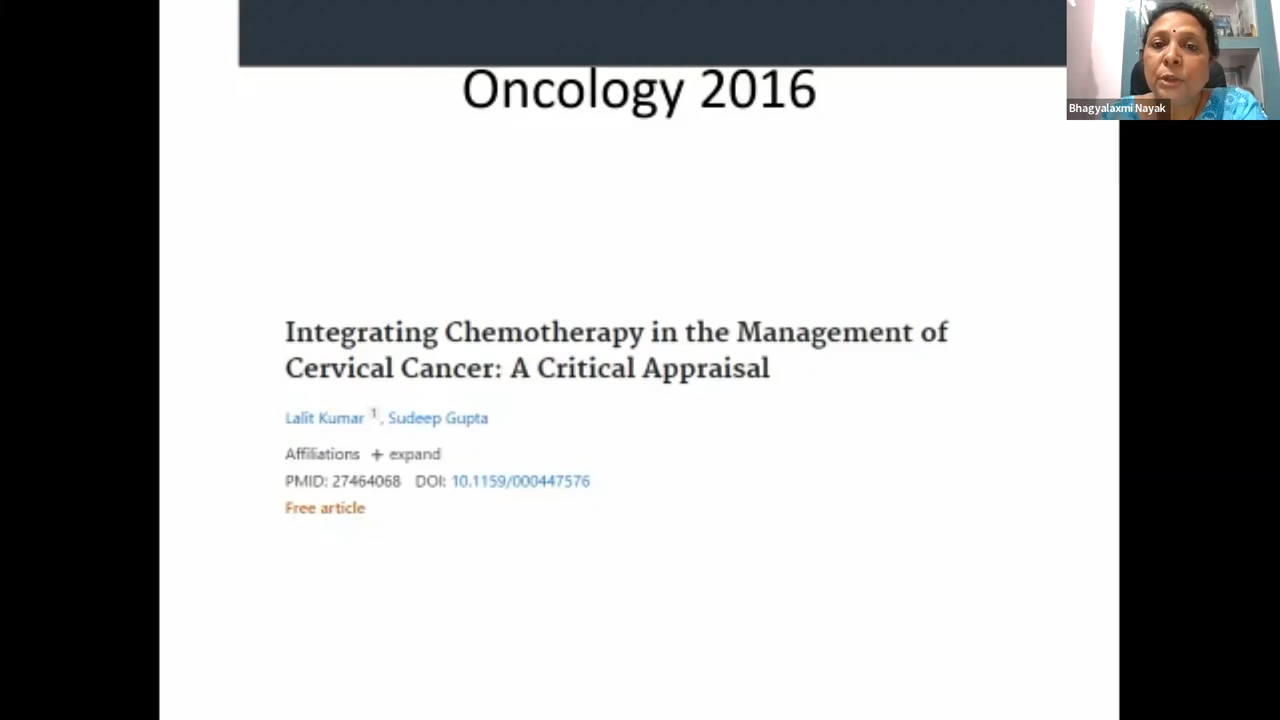 Oncology 2016
Bhagyalaxmi Nayak
Integrating Chemotherapy in the Management of
Cervical Cancer: A Critical Appraisal
Lalit Kumar 1, Sudeep Gupta
Affiliations + expand
PMID: 27464068 DOI: 10.1159/000447576
Free article